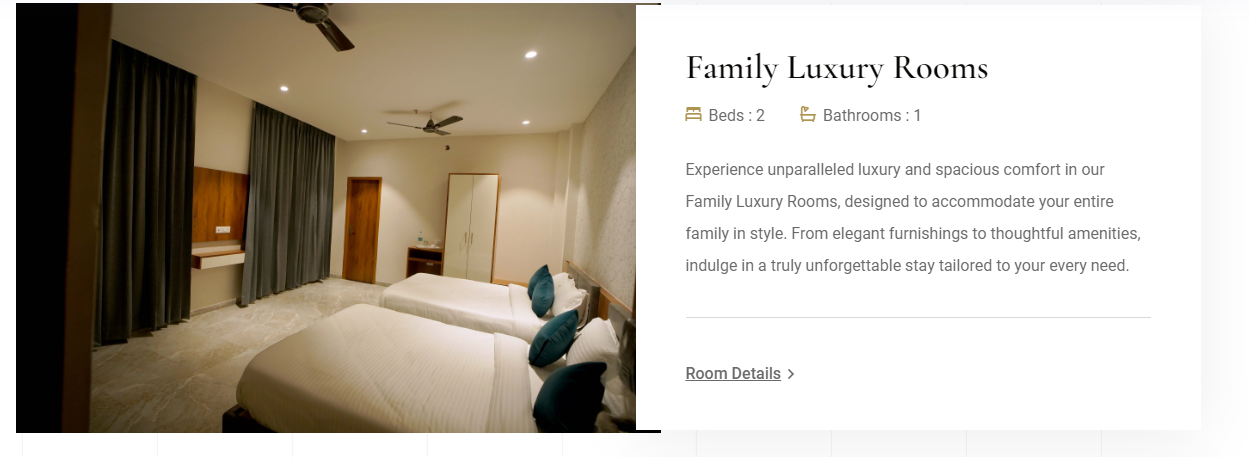 Family Luxury Rooms
Beds : 2 Bathrooms : 1
Experience unparalleled luxury and spacious comfort in our
Family Luxury Rooms, designed to accommodate your entire
family in style. From elegant furnishings to thoughtful amenities,
indulge in a truly unforgettable stay tailored to your every need.
Room Details